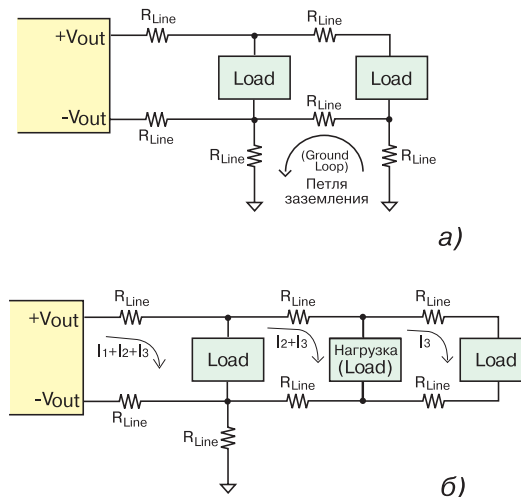 +Vout
RLine
RLine
Load
Load
-Vout
RLine
RLine
RLine
(Ground
Loop)
RLine
Петля
заземления
а)
RLine
RLine
RLine
+Vout
I1+I2+I3
I2+I3
I3
Load
Нагрузка
(Load)
Load
-Vout
RLine
RLine
RLine
RLine
б)